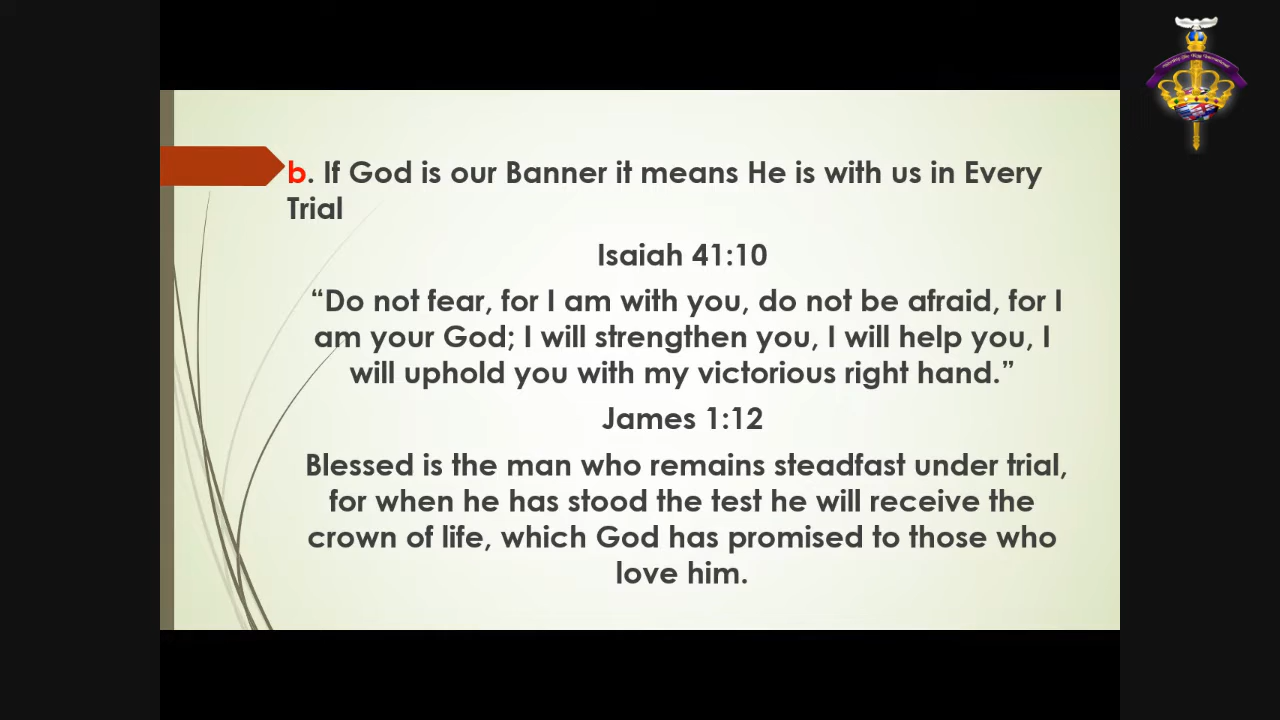 b. If God is our Banner it means He is with us in Every
Trial
Isaiah 41:10
“Do not fear, for I am with you, do not be afraid, for I
am your God; I will strengthen you, I will help you, I
will uphold you with my victorious right hand.”
James 1:12
Blessed is the man who remains steadfast under trial,
for when he has stood the test he will receive the
crown of life, which God has promised to those who
love him.